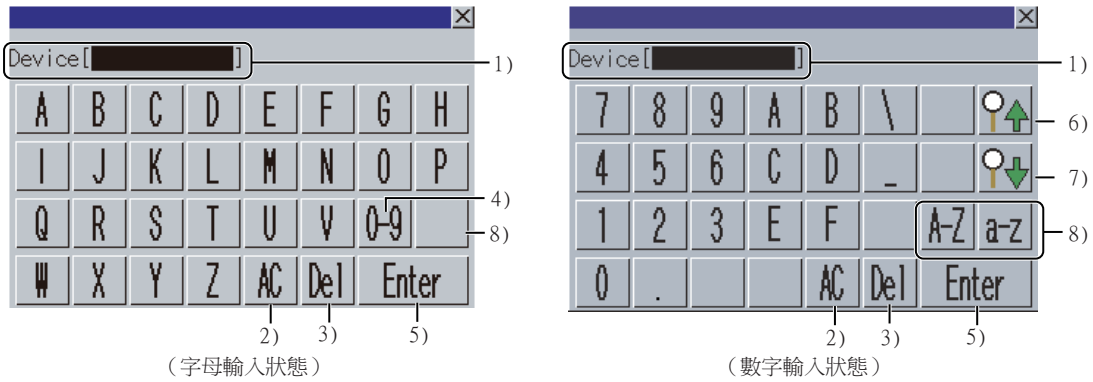 Device[ ]
1)
A B C D E F G H
I J K L M N O P
4)
Q R S T U V 0-9
8)
W X Y Z AC Del Enter
2) 3) 5)
(字母輸入狀態)
Device[ ]
1)
7 8 9 A B \
6)
4 5 6 C D _
7)
1 2 3 E F A-Z a-z
8)
0 . AC Del Enter
2) 3) 5)
(數字輸入狀態)